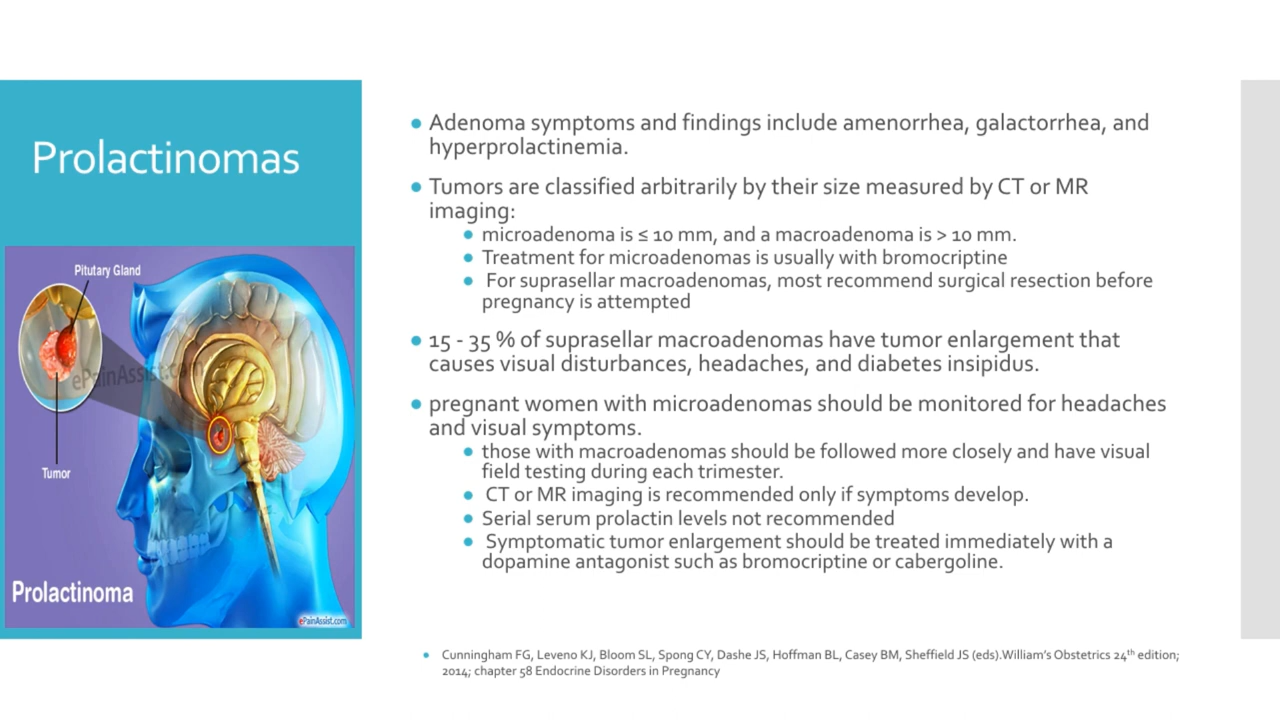 Prolactinomas
Pitutary Gland
ePainAssist.com
Tumor
Prolactinoma
ePainAssist.com
● Adenoma symptoms and findings include amenorrhea, galactorrhea, and
hyperprolactinemia.
● Tumors are classified arbitrarily by their size measured by CT or MR
imaging:
● microadenoma is ≤ 10 mm, and a macroadenoma is > 10 mm.
● Treatment for microadenomas is usually with bromocriptine
● For suprasellar macroadenomas, most recommend surgical resection before
pregnancy is attempted
● 15 - 35 % of suprasellar macroadenomas have tumor enlargement that
causes visual disturbances, headaches, and diabetes insipidus.
● pregnant women with microadenomas should be monitored for headaches
and visual symptoms.
● those with macroadenomas should be followed more closely and have visual
field testing during each trimester.
● CT or MR imaging is recommended only if symptoms develop.
● Serial serum prolactin levels not recommended
● Symptomatic tumor enlargement should be treated immediately with a
dopamine antagonist such as bromocriptine or cabergoline.
● Cunningham FG, Leveno KJ, Bloom SL, Spong CY, Dashe JS, Hoffman BL, Casey BM, Sheffield JS (eds).William's Obstetrics 24th edition;
2014; chapter 58 Endocrine Disorders in Pregnancy